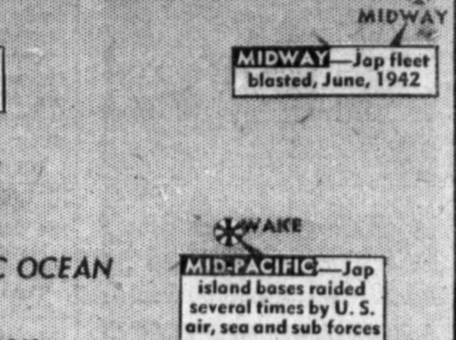 MIDWAY
MIDWAY—Jap fleet
blasted, June, 1942
WAKE
C OCEAN
MID-PACIFIC—Jap
island bases raided
several times by U. S.
air, sea and sub forces